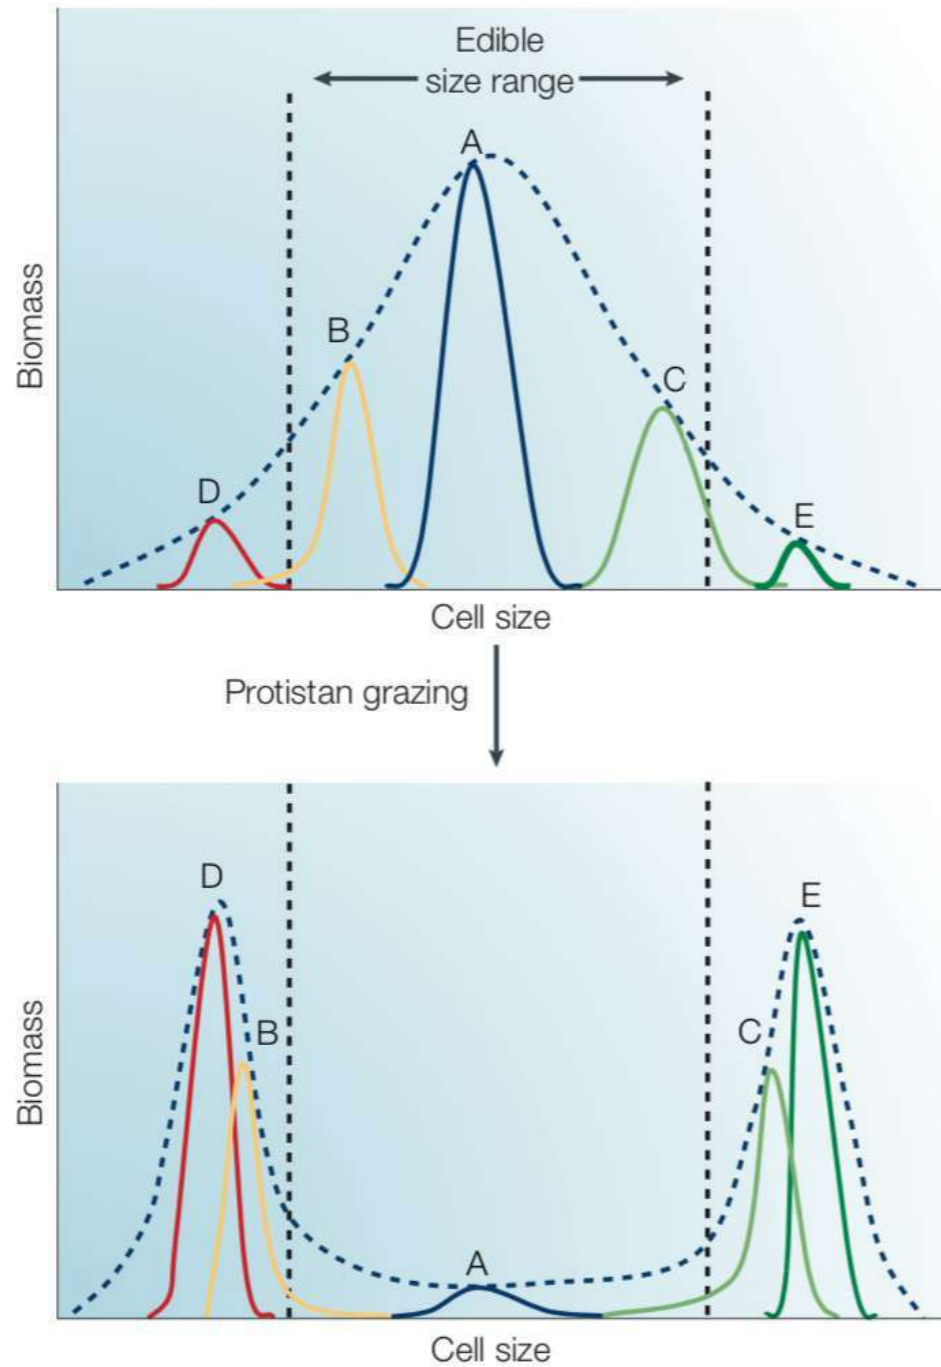 Edible
size range
A
B
C
D
E
Biomass
Cell size
Protistan grazing
D
E
B
C
A
Biomass
Cell size